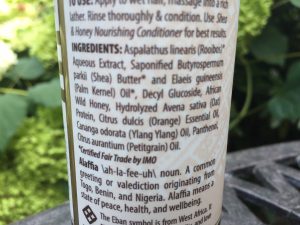 TO USE: Apply to wet hair, massage into a rich
lather. Rinse thoroughly & condition. Use Shea
& Honey Nourishing Conditioner for best results.
INGREDIENTS: Aspalathus linearis (Rooibos)*
Aqueous Extract, Saponified Butyrospermum
parkii (Shea) Butter* and Elaeis guineensis
(Palm Kernel) Oil*, Decyl Glucoside, African
Wild Honey, Hydrolyzed Avena sativa (Oat)
Protein, Citrus dulcis (Orange) Essential Oil,
Cananga odorata (Ylang Ylang) Oil, Panthenol,
Citrus aurantium (Petitgrain) Oil.
*Certified Fair Trade by IMO
Alaffia \ah-la-fee-uh\ noun. A common
greeting or valediction originating from
Togo, Benin, and Nigeria. Alaffia means a
state of peace, health, and wellbeing.
The Eban symbol is from West Africa. It
and love